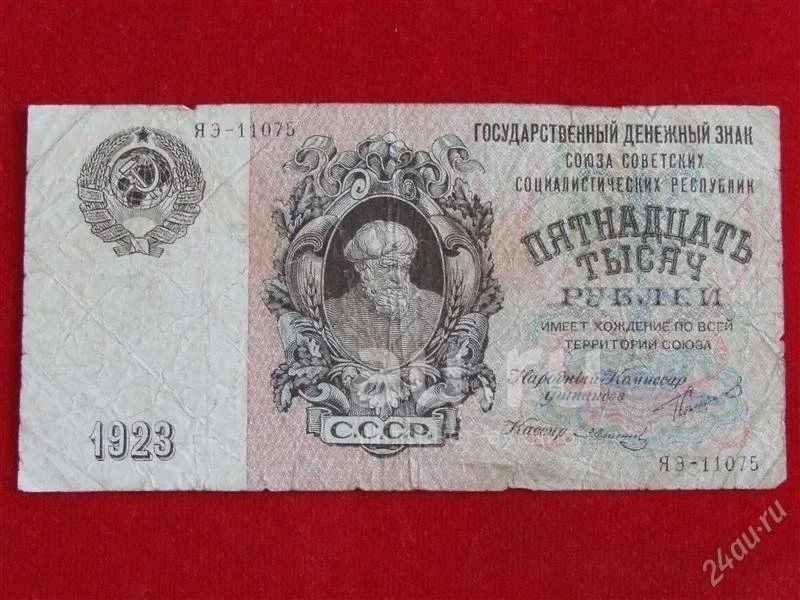 ЯЭ-11075
ГОСУДАРСТВЕННЫЙ ДЕНЕЖНЫЙ ЗНАК
СОЮЗА СОВЕТСКИХ
СОЦИАЛИСТИЧЕСКИХ РЕСПУБЛИК
ПЯТНАДЦАТЬ
ТЫСЯЧ
РУБЛЕЙ
ИМЕЕТ ХОЖДЕНИЕ ПО ВСЕЙ
ТЕРРИТОРИИ СОЮЗА
Народный Комиссар
финансов
Кассир
1923
С.С.С.Р.
ЯЭ-11075
24au.ru